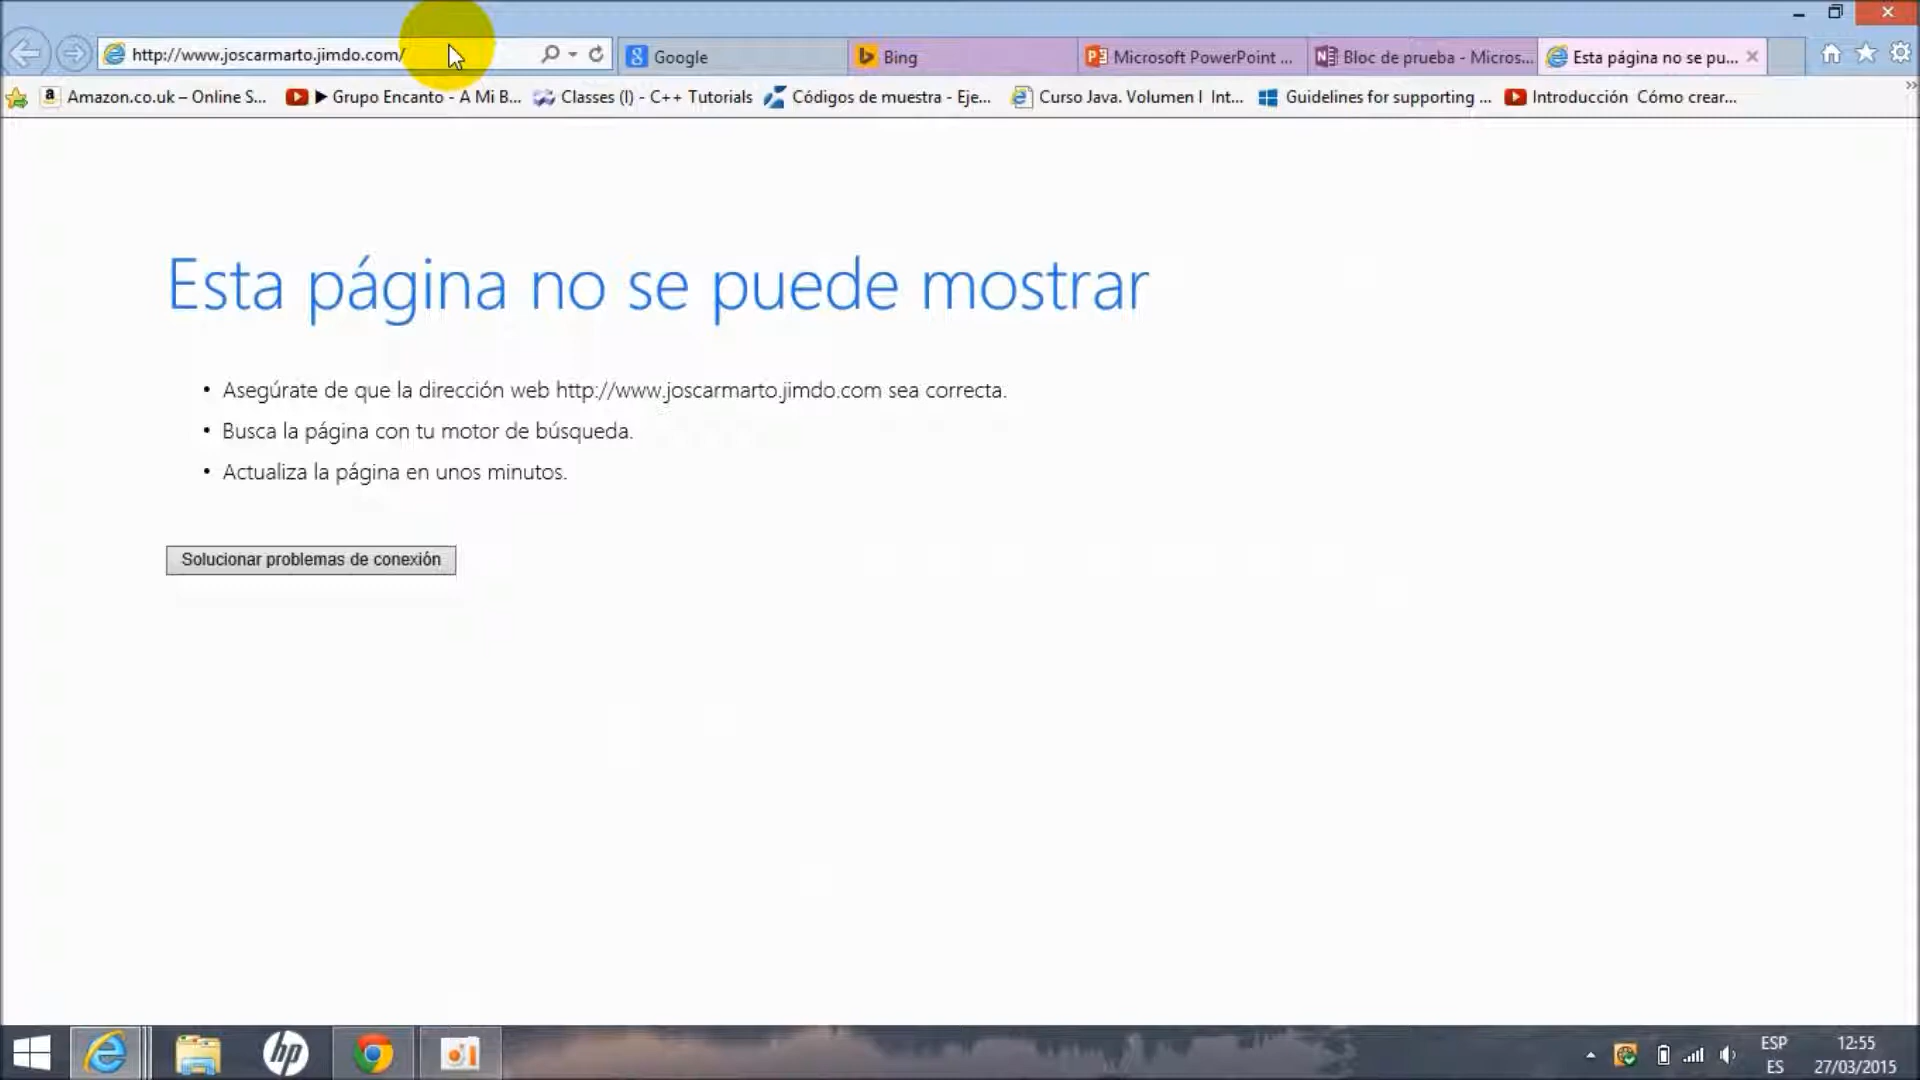 http://www.joscarmarto.jimdo.com/
Google
Bing
Microsoft PowerPoint ...
Bloc de prueba - Micros...
Esta página no se pu...
Amazon.co.uk – Online S...
▶ Grupo Encanto - A Mi B...
Classes (I) - C++ Tutorials
Códigos de muestra - Eje...
Curso Java. Volumen I Int...
Guidelines for supporting ...
Introducción Cómo crear...
Esta página no se puede mostrar
• Asegúrate de que la dirección web http://www.joscarmarto.jimdo.com sea correcta.
• Busca la página con tu motor de búsqueda.
• Actualiza la página en unos minutos.
Solucionar problemas de conexión
hp
ESP
ES
12:55
27/03/2015